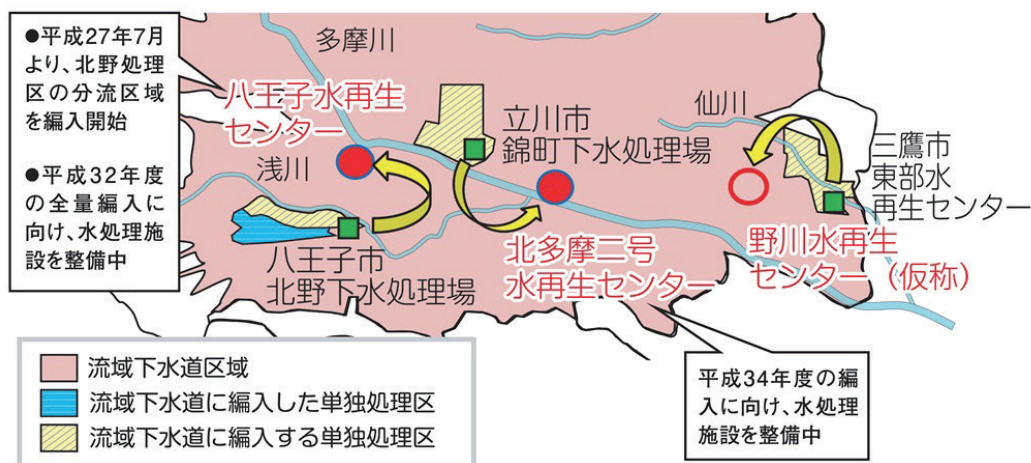 ●平成27年7月
より、北野処理
区の分流区域
を編入開始
●平成32年度
の全量編入に
向け、水処理施
設を整備中
多摩川
八王子水再生
センター
浅川
立川市
錦町下水処理場
仙川
三鷹市
東部水
再生センター
八王子市
北野下水処理場
北多摩二号
水再生センター
野川水再生
センター（仮称）
流域下水道区域
流域下水道に編入した単独処理区
流域下水道に編入する単独処理区
平成34年度の編
入に向け、水処理
施設を整備中